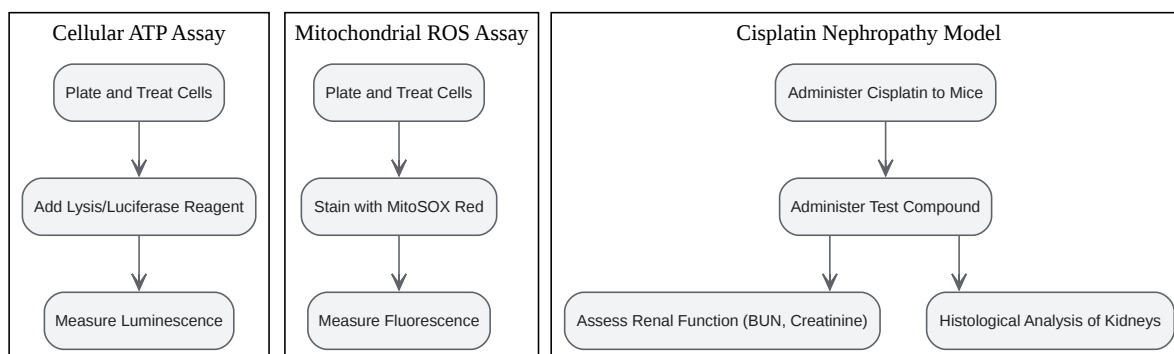 Cellular ATP Assay
Plate and Treat Cells
Add Lysis/Luciferase Reagent
Measure Luminescence
Mitochondrial ROS Assay
Plate and Treat Cells
Stain with MitoSOX Red
Measure Fluorescence
Cisplatin Nephropathy Model
Administer Cisplatin to Mice
Administer Test Compound
Assess Renal Function (BUN, Creatinine)
Histological Analysis of Kidneys